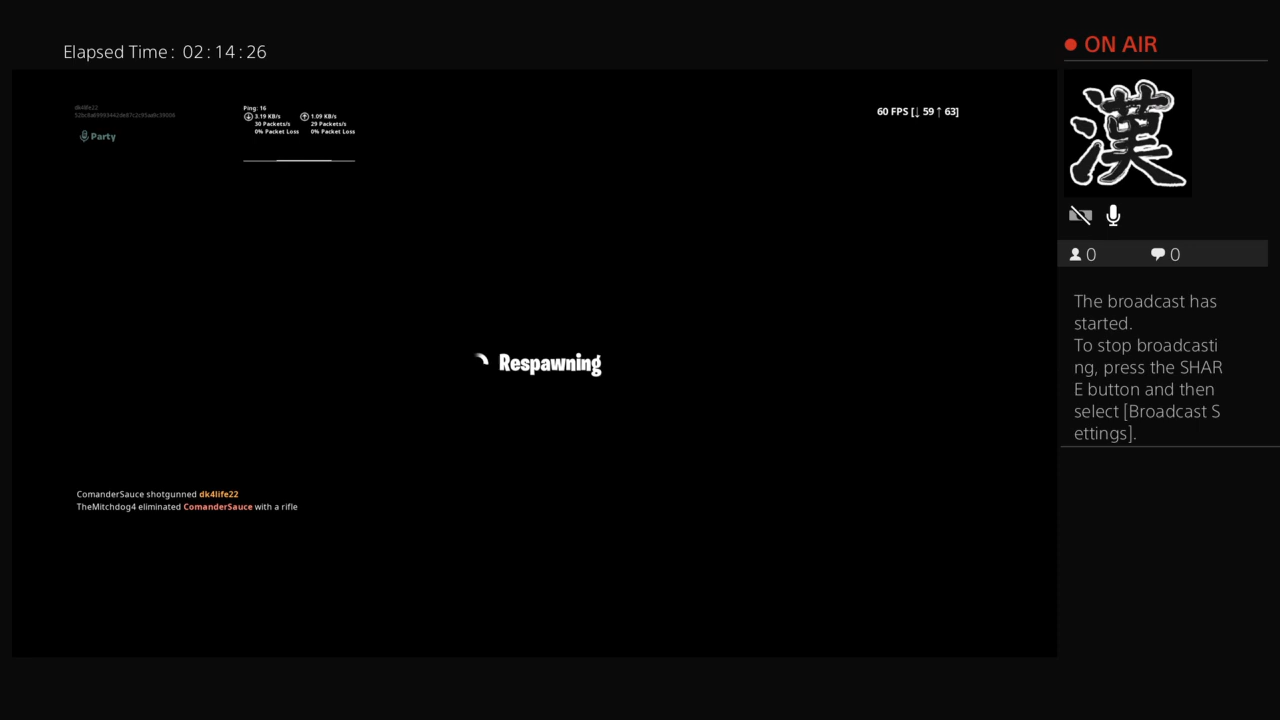 Elapsed Time: 02:14:26
ON AIR
漢
dk4life22
Party
Ping: 16
3.19 KB/s 1.09 KB/s
30 Packets/s 29 Packets/s
0% Packet Loss 0% Packet Loss
60 FPS [↓ 59 ↑ 63]
0 0
The broadcast has
started.
To stop broadcasti
ng, press the SHAR
E button and then
select [Broadcast S
ettings].
Respawning
ComanderSauce shotgunned dk4life22
TheMitchdog4 eliminated ComanderSauce with a rifle